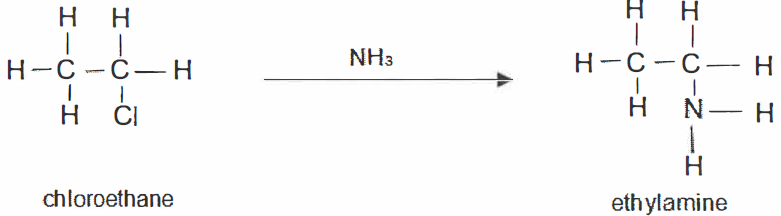 H H
H H
NH₃
H—C—C—H
H—C—C—H
H Cl
H N—H
H
chloroethane
ethylamine